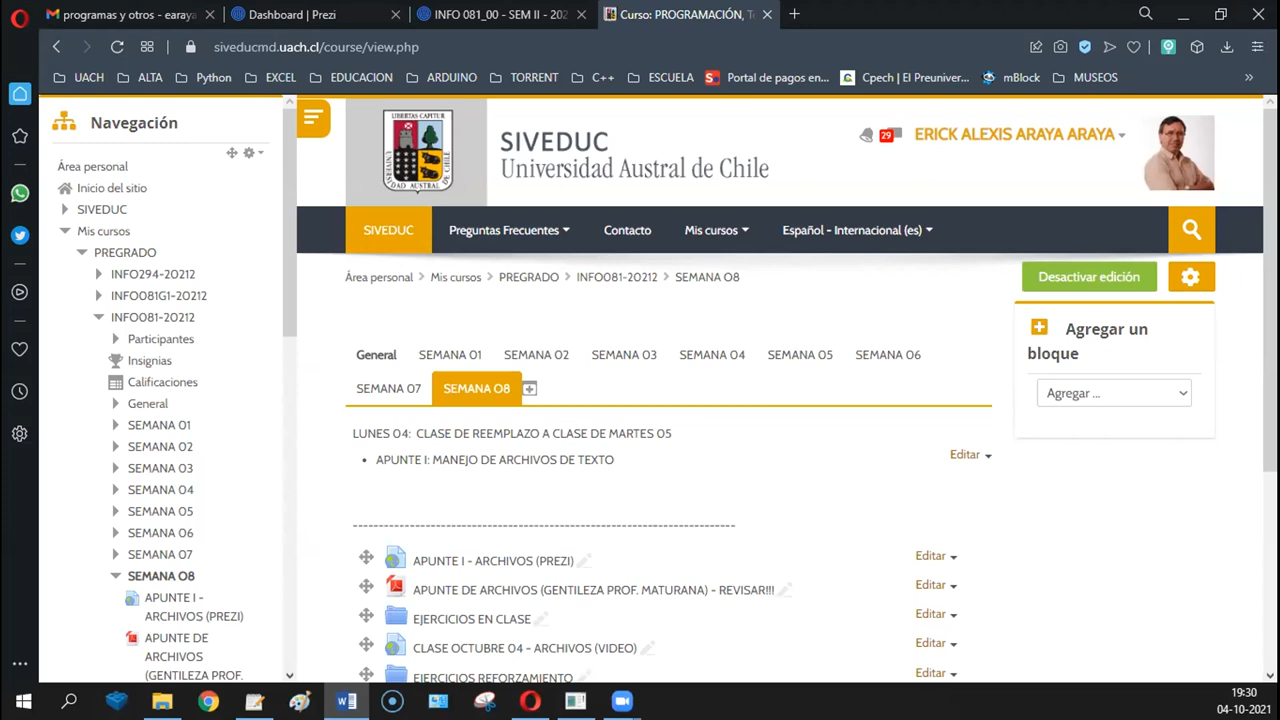 programas y otros - earaya
Dashboard | Prezi
INFO 081_00 - SEM II - 202
Curso: PROGRAMACIÓN, Te
siveducmd.uach.cl/course/view.php
UACH
ALTA
Python
EXCEL
EDUCACION
ARDUINO
TORRENT
C++
ESCUELA
Portal de pagos en...
Cpech | El Preuniver...
mBlock
MUSEOS
Navegación
Área personal
Inicio del sitio
SIVEDUC
Mis cursos
PREGRADO
INFO294-20212
INFO081G1-20212
INFO081-20212
Participantes
Insignias
Calificaciones
General
SEMANA 01
SEMANA 02
SEMANA 03
SEMANA 04
SEMANA 05
SEMANA 06
SEMANA 07
SEMANA O8
APUNTE I -
ARCHIVOS (PREZI)
APUNTE DE
ARCHIVOS
(GENTILEZA PROF.
LIBERTAS CAPITUR
SIVEDUC
Universidad Austral de Chile
29
ERICK ALEXIS ARAYA ARAYA
SIVEDUC
Preguntas Frecuentes
Contacto
Mis cursos
Español - Internacional (es)
Área personal > Mis cursos > PREGRADO > INFO081-20212 > SEMANA O8
Desactivar edición
Agregar un
bloque
Agregar ...
General SEMANA 01 SEMANA 02 SEMANA 03 SEMANA 04 SEMANA 05 SEMANA 06
SEMANA 07 SEMANA O8
LUNES 04: CLASE DE REEMPLAZO A CLASE DE MARTES 05
• APUNTE I: MANEJO DE ARCHIVOS DE TEXTO
Editar
--------------------------------------------------------------------------
APUNTE I - ARCHIVOS (PREZI) Editar
APUNTE DE ARCHIVOS (GENTILEZA PROF. MATURANA) - REVISAR!!! Editar
EJERCICIOS EN CLASE Editar
CLASE OCTUBRE 04 - ARCHIVOS (VIDEO) Editar
EJERCICIOS REFORZAMIENTO Editar
19:30
04-10-2021